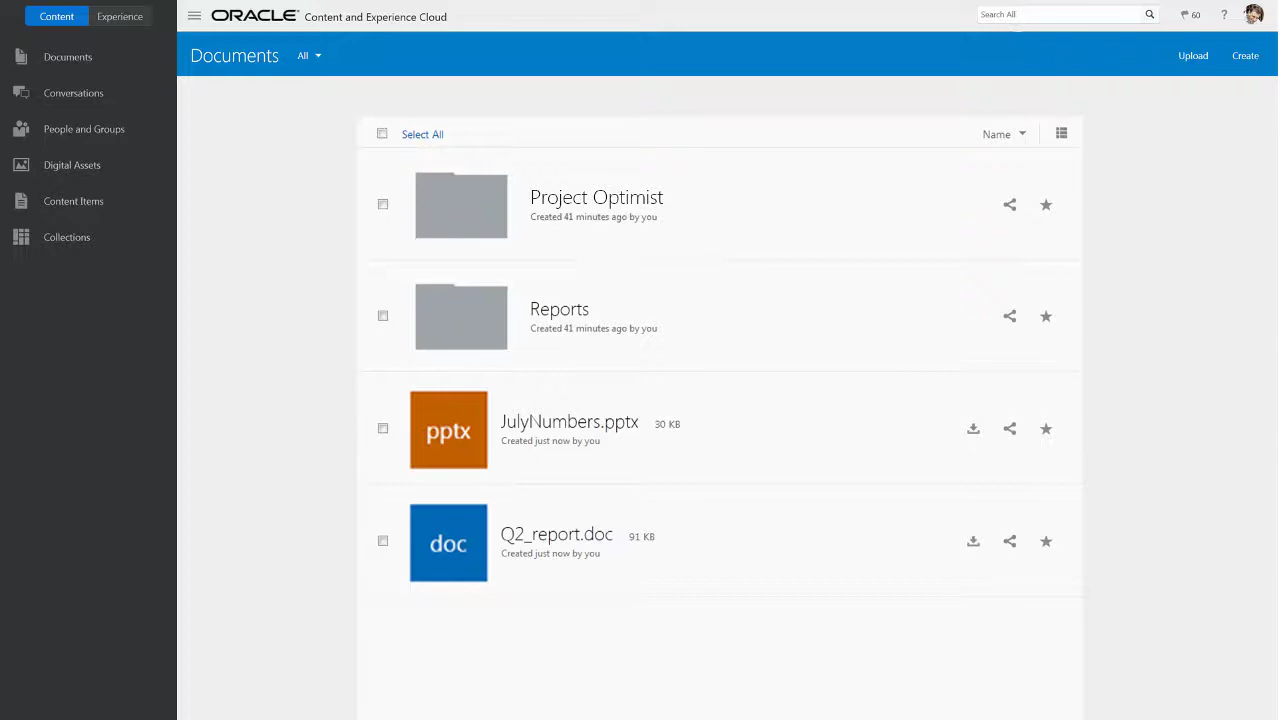 Content Experience
ORACLE® Content and Experience Cloud
Search All
60
?
Documents
All
Upload
Create
Documents
Conversations
People and Groups
Digital Assets
Content Items
Collections
Select All
Name
Project Optimist
Created 41 minutes ago by you
Reports
Created 41 minutes ago by you
pptx
JulyNumbers.pptx 30 KB
Created just now by you
doc
Q2_report.doc 91 KB
Created just now by you